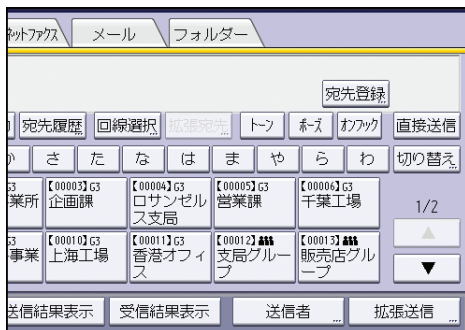 ネットファクス メール フォルダー
宛先登録
宛先履歴 回線選択 拡張宛先 トーン ポーズ オンフック 直接送信
か さ た な は ま や ら わ 切り替え
G3 【00003】G3 【00004】G3 【00005】G3 【00006】G3
業所 企画課 ロサンゼルス支局 営業課 千葉工場
1/2
G3 【00010】G3 【00011】G3 【00012】 【00013】
事業 上海工場 香港オフィス 支局グループ 販売店グループ
▲
▼
送信結果表示 受信結果表示 送信者 拡張送信